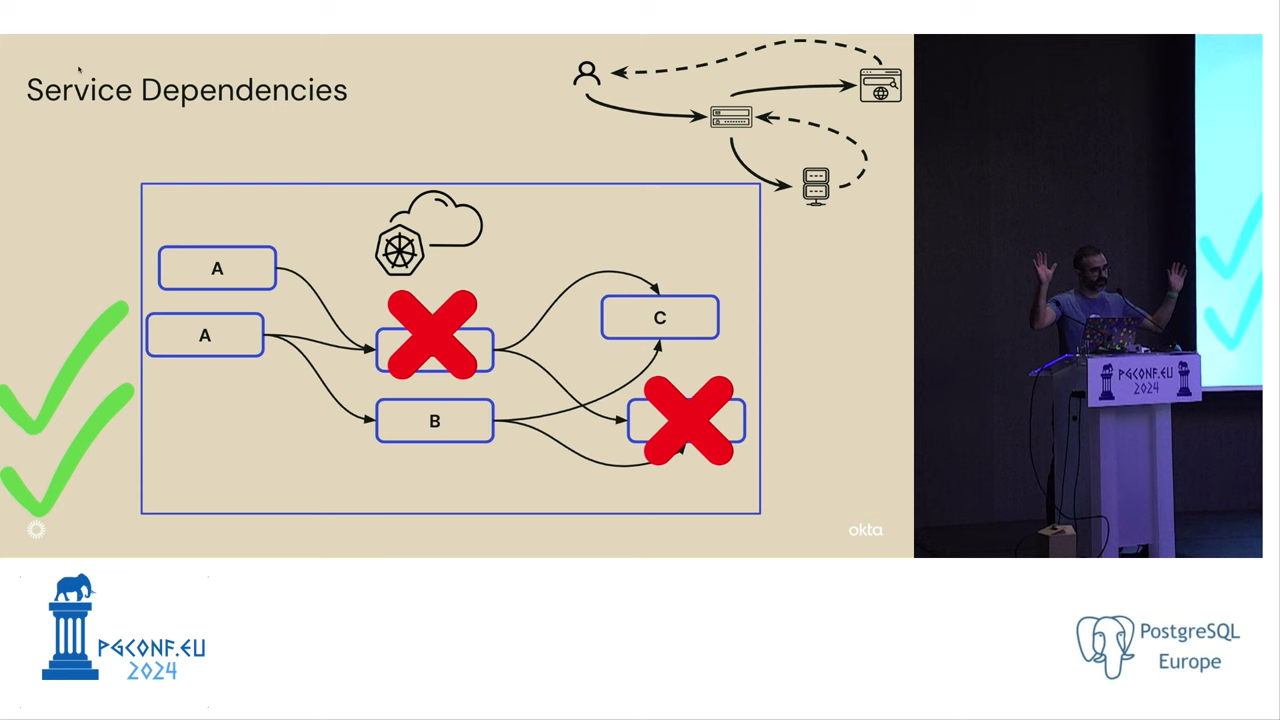 Service Dependencies
A
A
C
B
okta
PGCONF.EU
2024
PGCONF.EU
2024
PostgreSQL
Europe